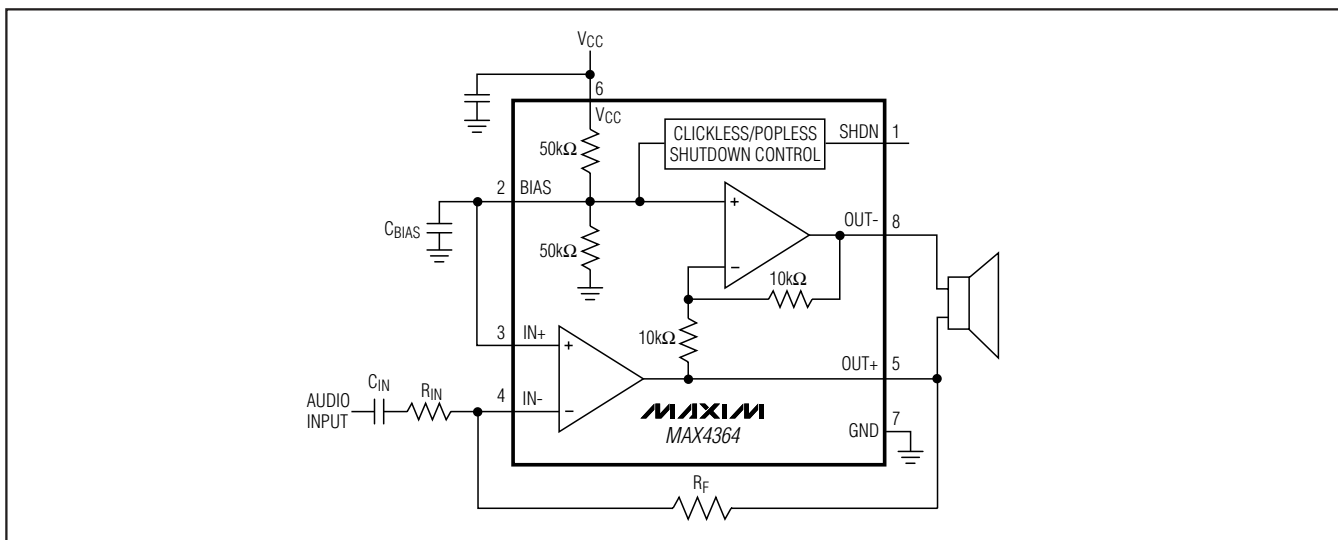 VCC
6
VCC
CLICKLESS/POPLESS
SHUTDOWN CONTROL
SHDN 1
50kΩ
2 BIAS
CBIAS
50kΩ
+
−
OUT- 8
10kΩ
10kΩ
3 IN+
+
OUT+ 5
AUDIO
INPUT
CIN
RIN
4 IN-
−
MAXIM
MAX4364
GND 7
RF